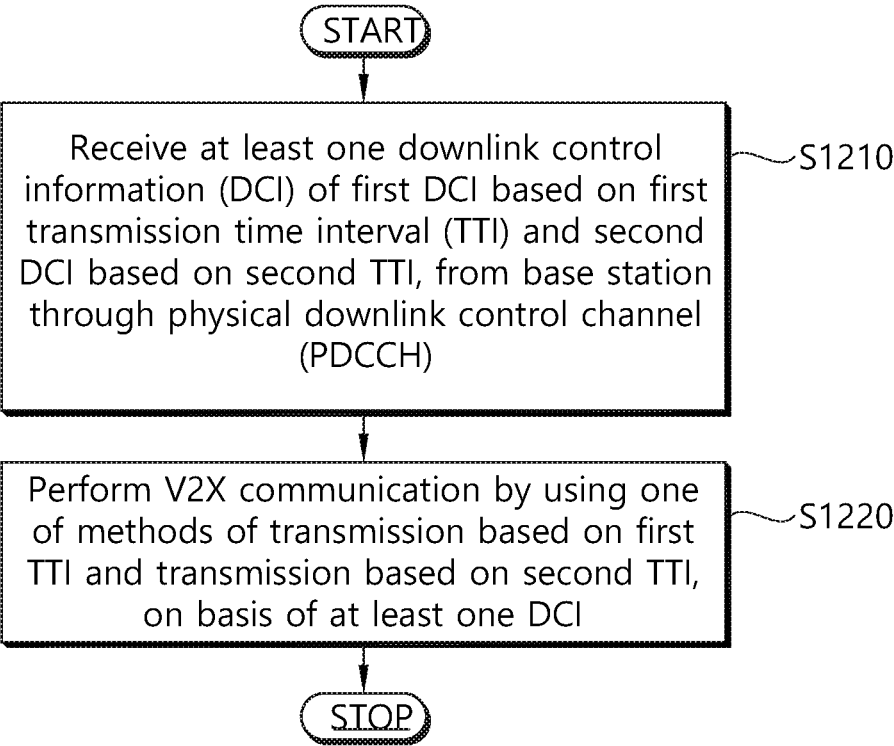 START
Receive at least one downlink control
information (DCI) of first DCI based on first
transmission time interval (TTI) and second
DCI based on second TTI, from base station
through physical downlink control channel
(PDCCH)
S1210
Perform V2X communication by using one
of methods of transmission based on first
TTI and transmission based on second TTI,
on basis of at least one DCI
S1220
STOP